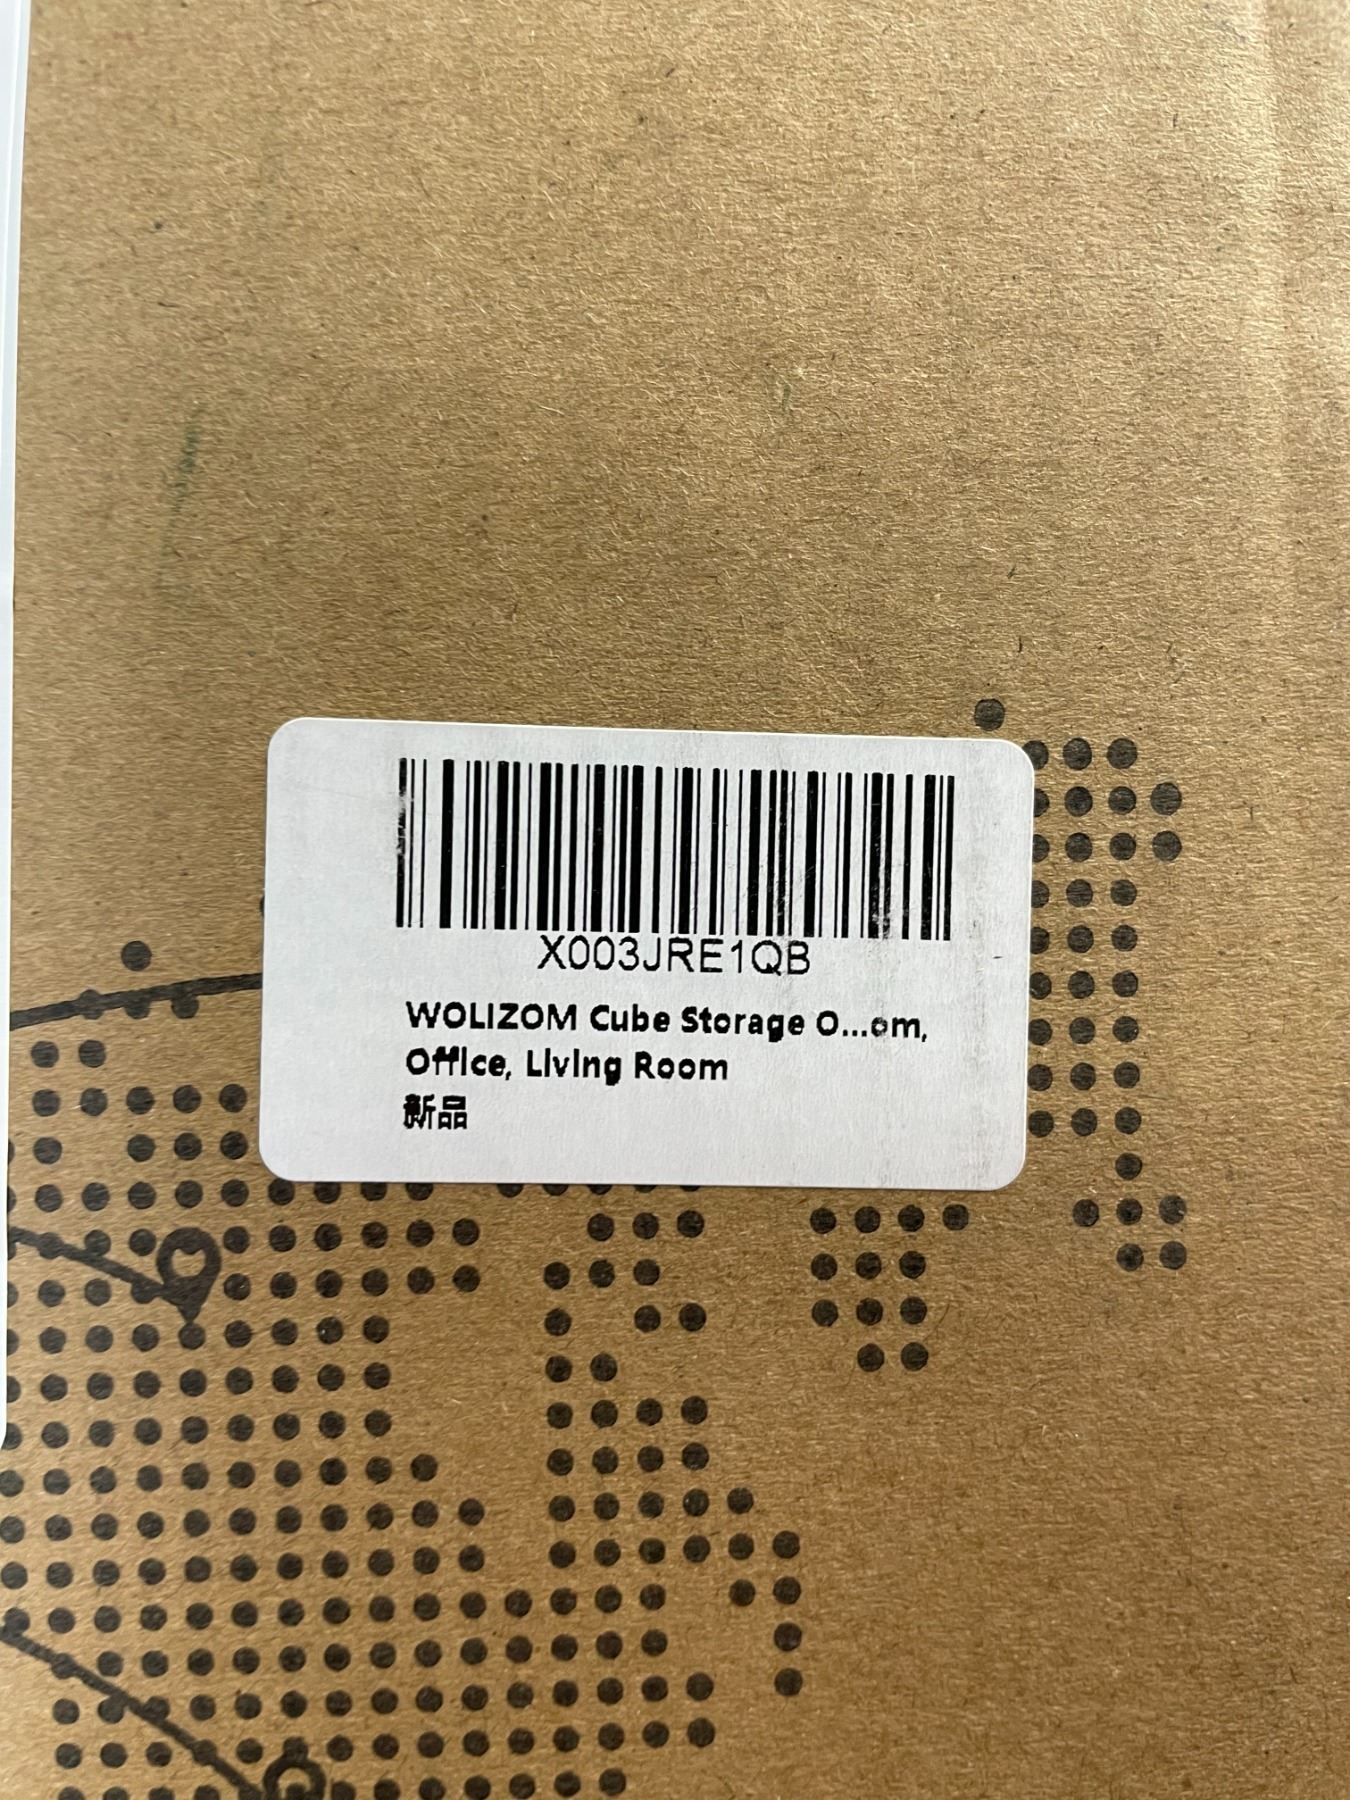 X003JRE1QB
WOLIZOM Cube Storage O...om,
Office, Living Room
新品